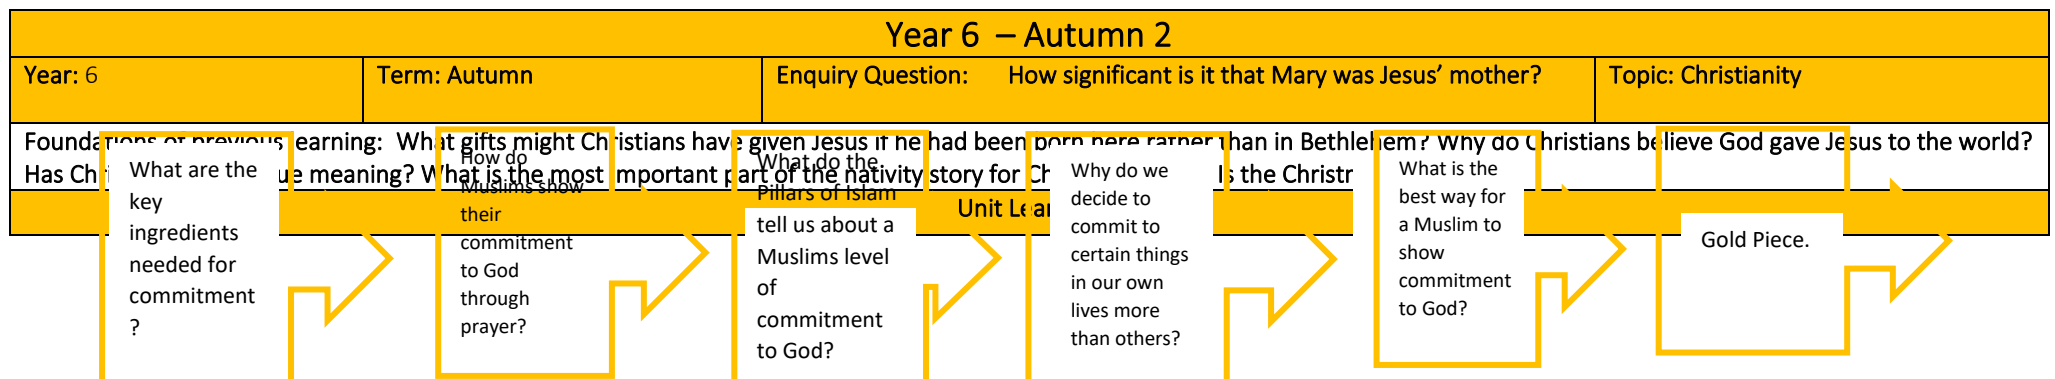 Year 6 – Autumn 2
Year: 6
Term: Autumn
Enquiry Question: How significant is it that Mary was Jesus’ mother?
Topic: Christianity
Foundations of previous learning: What gifts might Christians have given Jesus if he had been born here rather than in Bethlehem? Why do Christians believe God gave Jesus to the world?
Has meaning? What is the most important part of the nativity story for Is the
Unit
What are the
key
ingredients
needed for
commitment
?
How do
Muslims show
their
commitment
to God
through
prayer?
What do the
Pillars of Islam
tell us about a
Muslims level
of
commitment
to God?
Why do we
decide to
commit to
certain things
in our own
lives more
than others?
What is the
best way for
a Muslim to
show
commitment
to God?
Gold Piece.